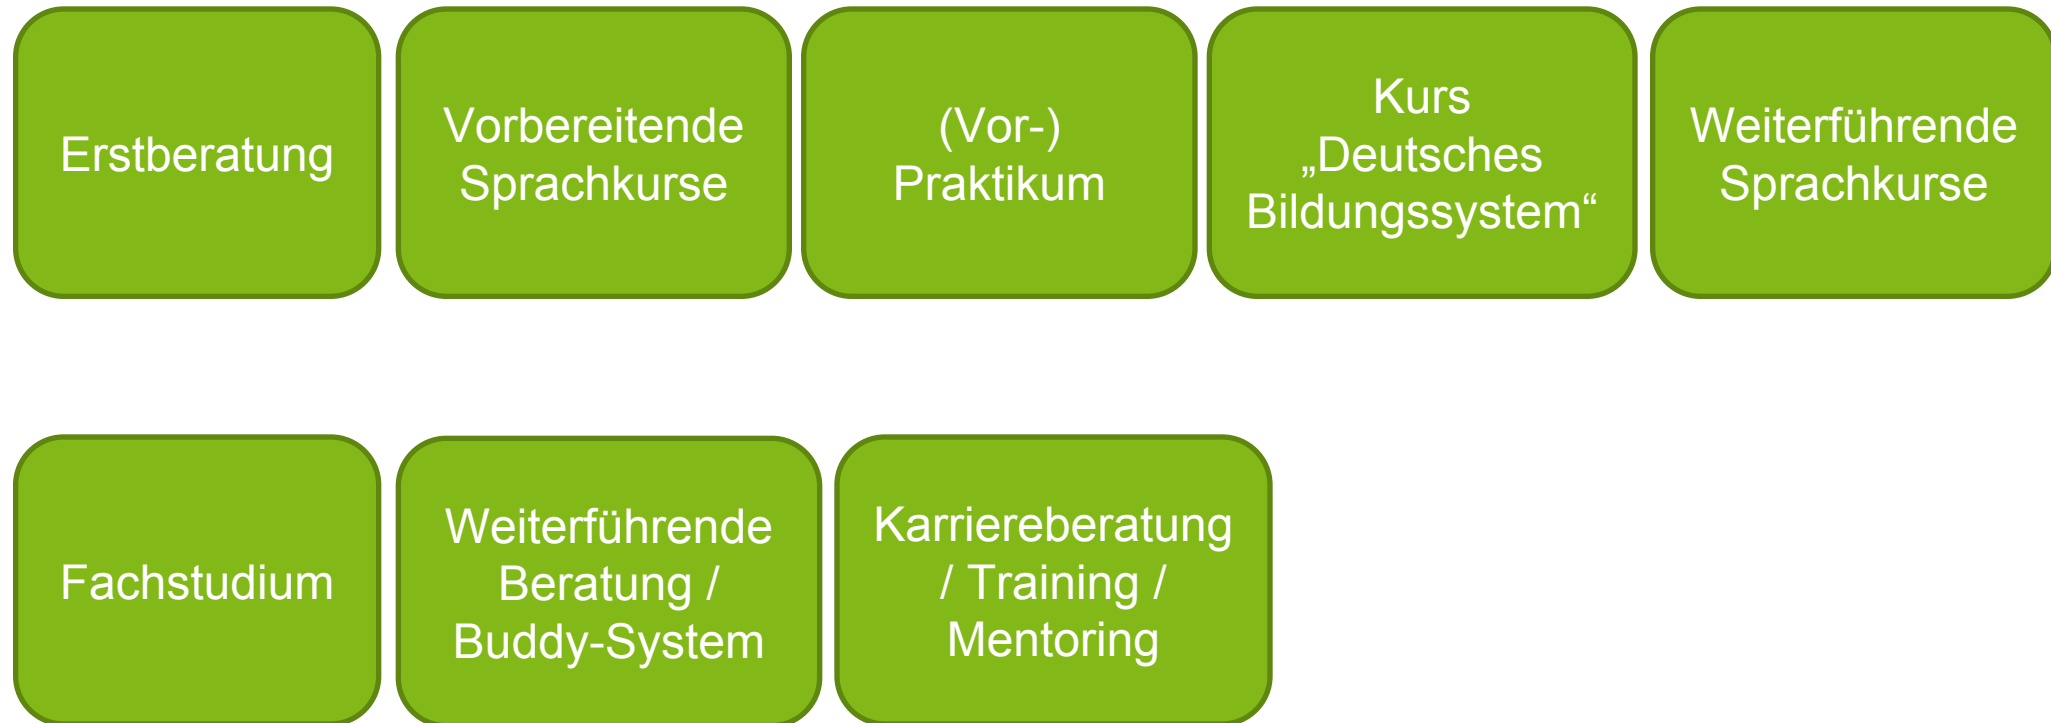 Erstberatung
Vorbereitende
Sprachkurse
(Vor-)
Praktikum
Kurs
„Deutsches
Bildungssystem“
Weiterführende
Sprachkurse
Fachstudium
Weiterführende
Beratung /
Buddy-System
Karriereberatung
/ Training /
Mentoring